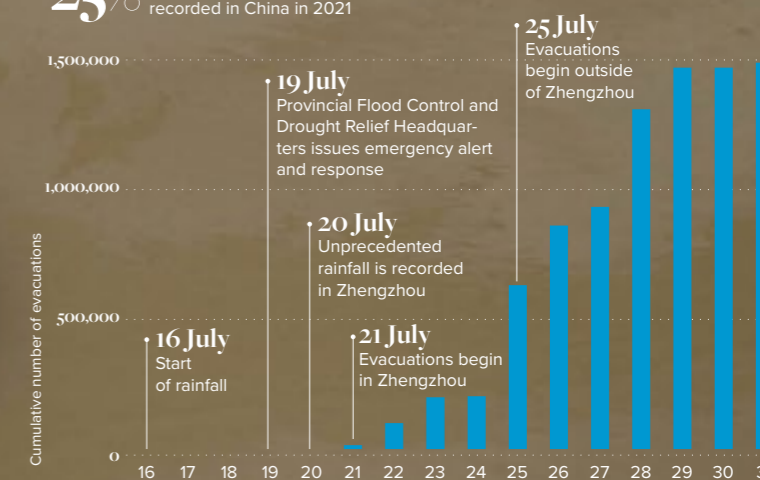 25%
recorded in China in 2021
25 July
Evacuations
begin outside
of Zhengzhou
1,500,000
19 July
Provincial Flood Control and
Drought Relief Headquar-
ters issues emergency alert
and response
1,000,000
20 July
Unprecedented
rainfall is recorded
in Zhengzhou
500,000
16 July
Start
of rainfall
21 July
Evacuations begin
in Zhengzhou
Cumulative number of evacuations
0
16 17 18 19 20 21 22 23 24 25 26 27 28 29 30